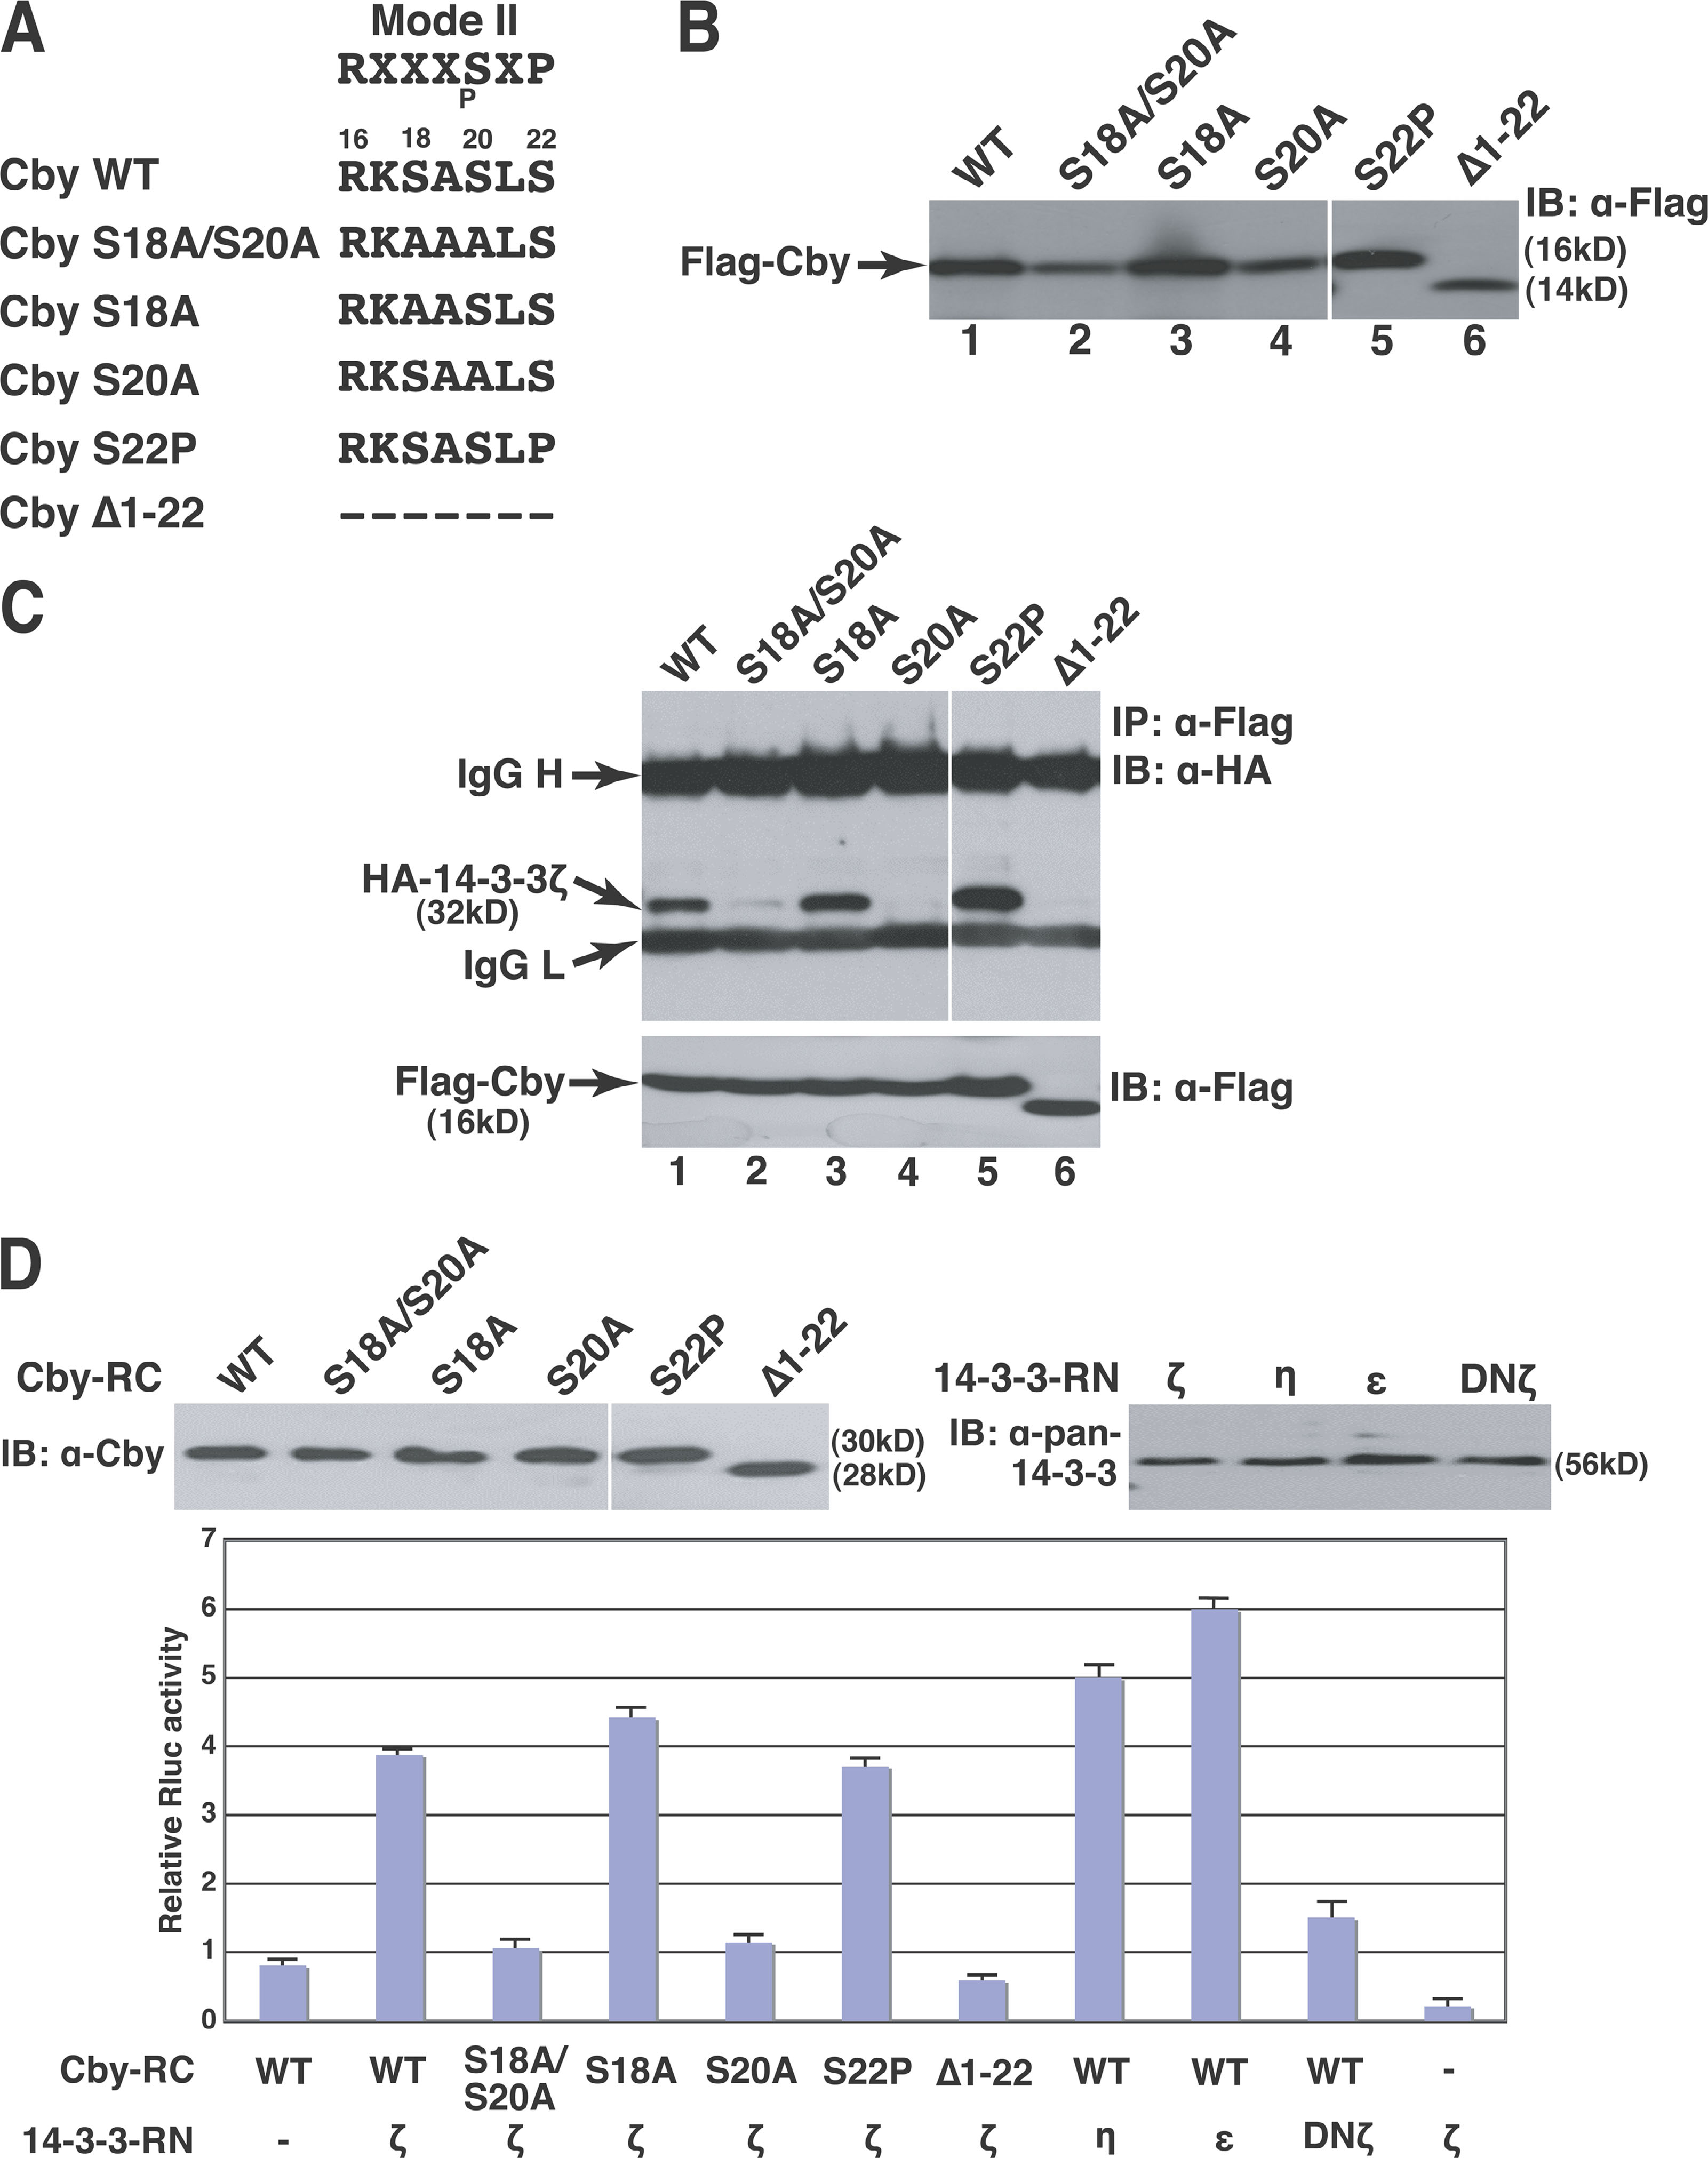 A
Mode II
RXXXSXP
P
16 18 20 22
Cby WT RKSASLS
Cby S18A/S20A RKAAALS
Cby S18A RKAASLS
Cby S20A RKSAALS
Cby S22P RKSASLP
Cby Δ1-22 -------
B
WT S18A/S20A S18A S20A S22P Δ1-22
IB: α-Flag
Flag-Cby
(16kD)
(14kD)
1 2 3 4 5 6
C
WT S18A/S20A S18A S20A S22P Δ1-22
IP: α-Flag
IgG H
IB: α-HA
HA-14-3-3ζ
(32kD)
IgG L
Flag-Cby
(16kD)
IB: α-Flag
1 2 3 4 5 6
D
Cby-RC WT S18A/S20A S18A S20A S22P Δ1-22
IB: α-Cby
(30kD)
(28kD)
14-3-3-RN ζ η ε DNζ
IB: α-pan-
14-3-3
(56kD)
Relative Rluc activity
7
6
5
4
3
2
1
0
Cby-RC WT WT S18A/ S18A S20A S22P Δ1-22 WT WT WT -
S20A
14-3-3-RN - ζ ζ ζ ζ ζ ζ η ε DNζ ζ